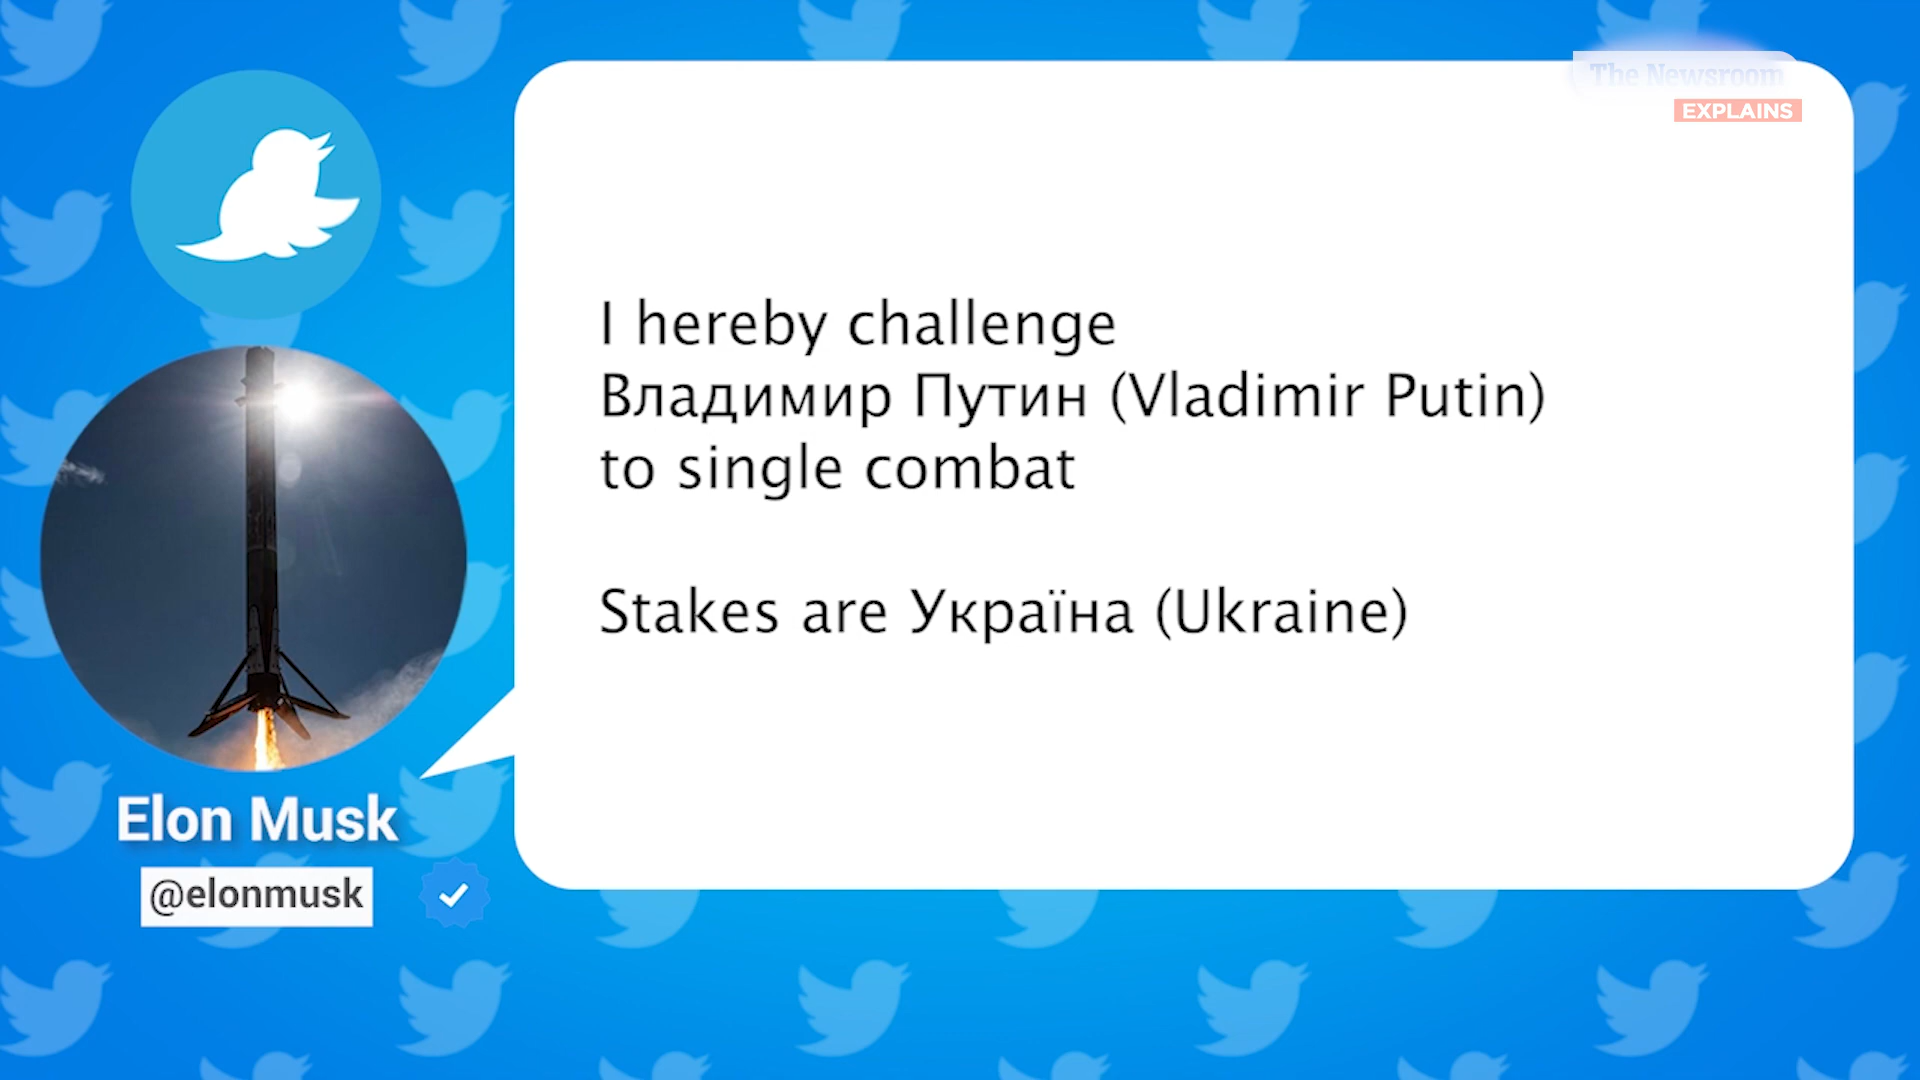 The Newsroom
EXPLAINS
I hereby challenge
Владимир Путин (Vladimir Putin)
to single combat
Stakes are Україна (Ukraine)
Elon Musk
@elonmusk